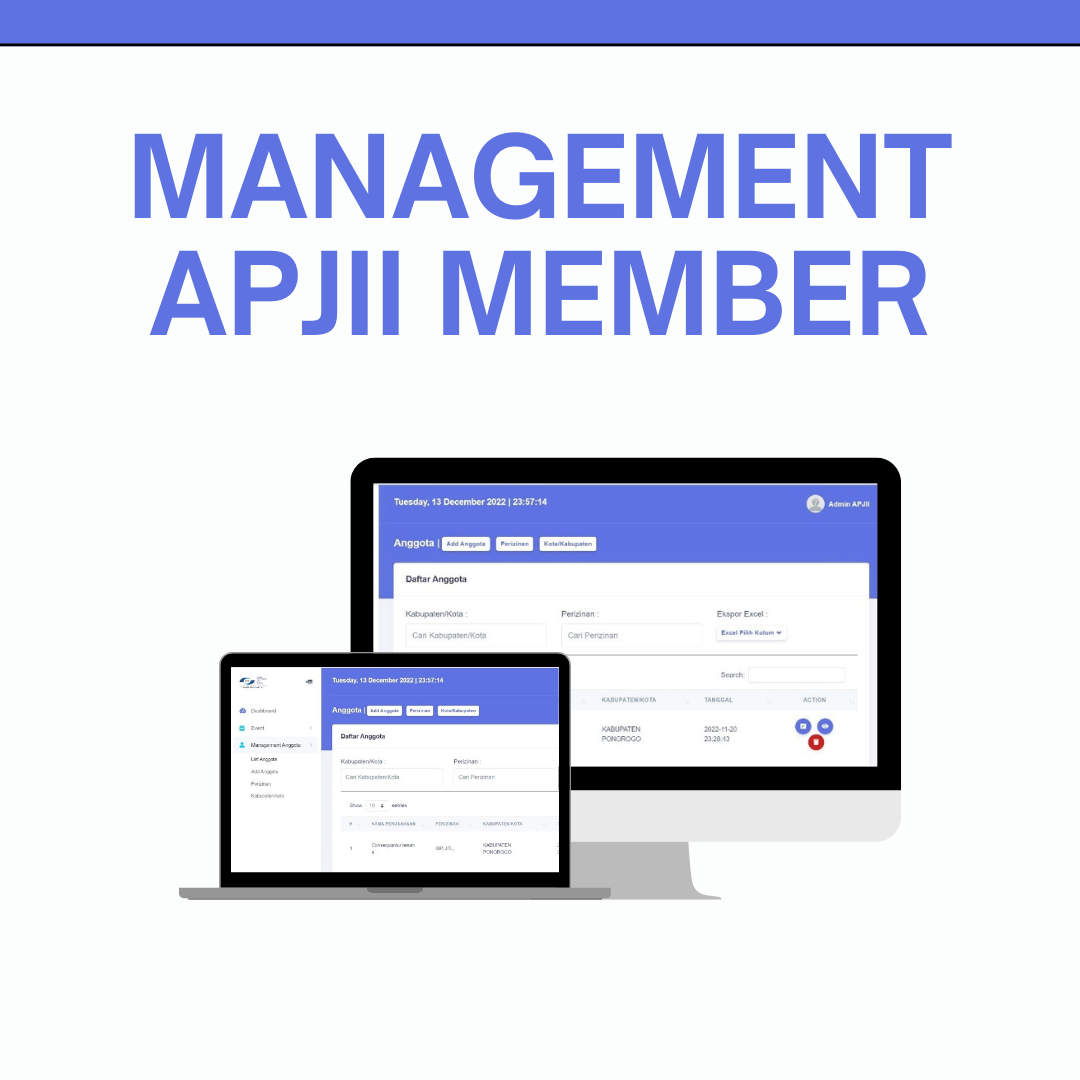 MANAGEMENT
APJII MEMBER
Tuesday, 13 December 2022 | 23:57:14
Admin APJII
Anggota | Add Anggota Perizinan Kota/Kabupaten
Daftar Anggota
Kabupaten/Kota : Perizinan : Ekspor Excel :
Cari Kabupaten/Kota Cari Perizinan Excel Pilih Kolom
Search:
KABUPATEN/KOTA TANGGAL ACTION
KABUPATEN 2022-11-20
PONOROGO 23:28:43
Tuesday, 13 December 2022 | 23:57:14
Dashboard
Event
Management Anggota
List Anggota
Add Anggota
Perizinan
Kabupaten/Kota
Anggota | Add Anggota Perizinan Kota/Kabupaten
Daftar Anggota
Kabupaten/Kota : Perizinan :
Cari Kabupaten/Kota Cari Perizinan
Show 10 entries
# NAMA PERUSAHAAN PERIZINAN KABUPATEN/KOTA
1 Consequuntur KABUPATEN
PONOROGO